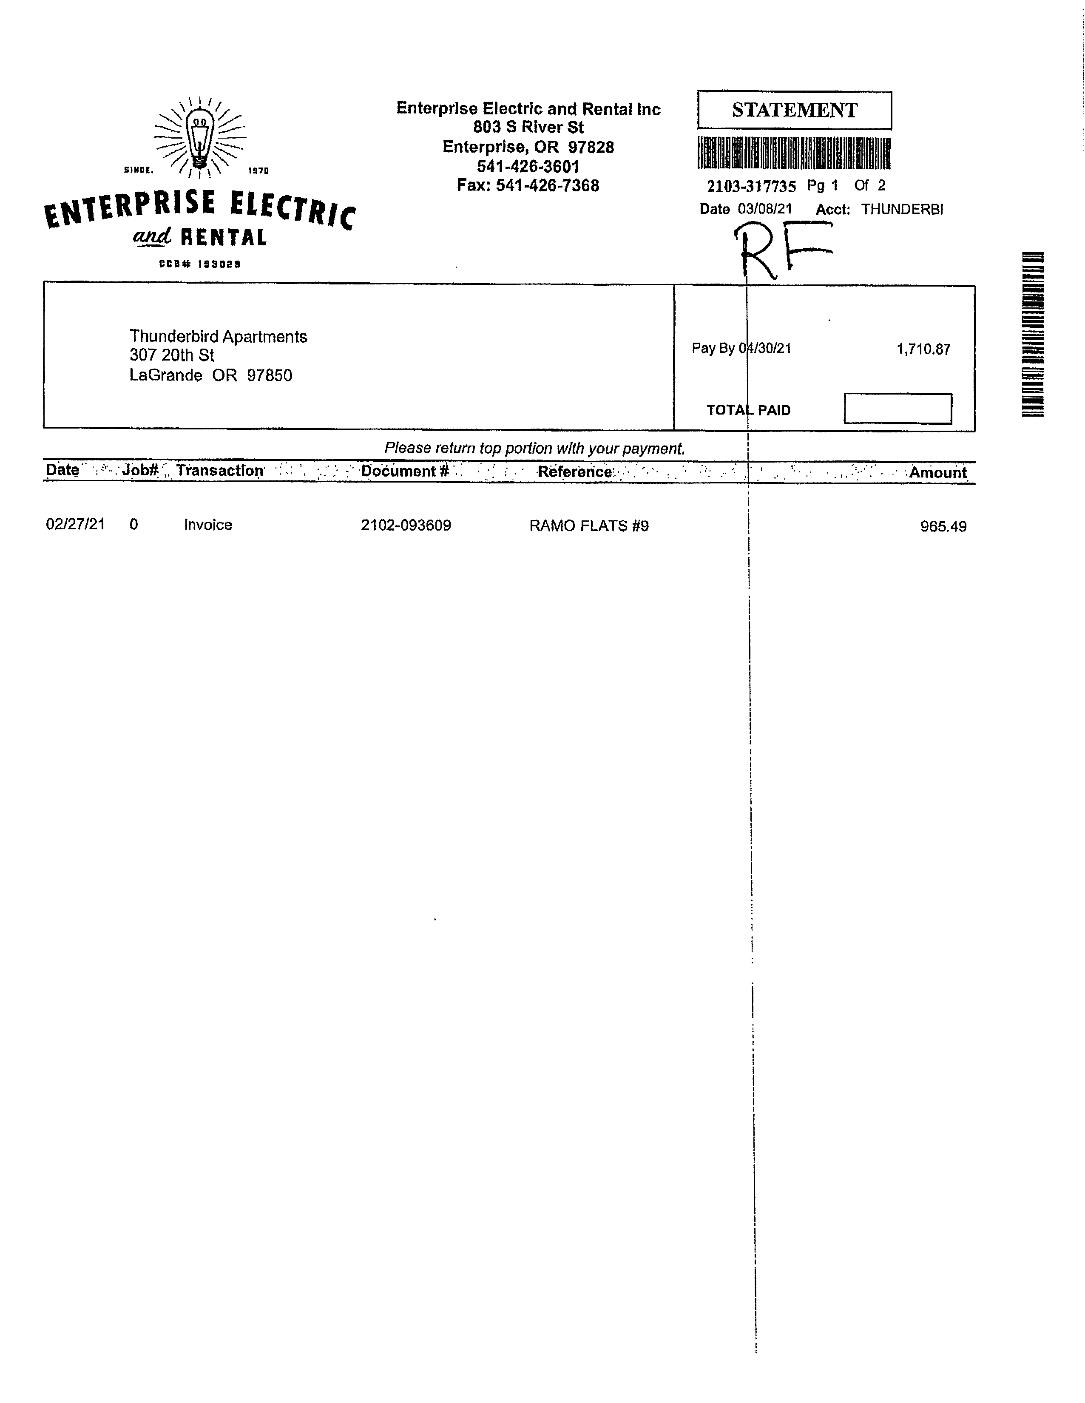 SINCE. 1970
ENTERPRISE ELECTRIC
and RENTAL
CCB# 193029
Enterprise Electric and Rental Inc
803 S River St
Enterprise, OR 97828
541-426-3601
Fax: 541-426-7368
STATEMENT
2103-317735 Pg 1 Of 2
Date 03/08/21 Acct: THUNDERBI
RF
Thunderbird Apartments
307 20th St
LaGrande OR 97850
Pay By 04/30/21 1,710.87
TOTAL PAID
Please return top portion with your payment.
Date Job# Transaction Document # Reference Amount
02/27/21 0 Invoice 2102-093609 RAMO FLATS #9 965.49